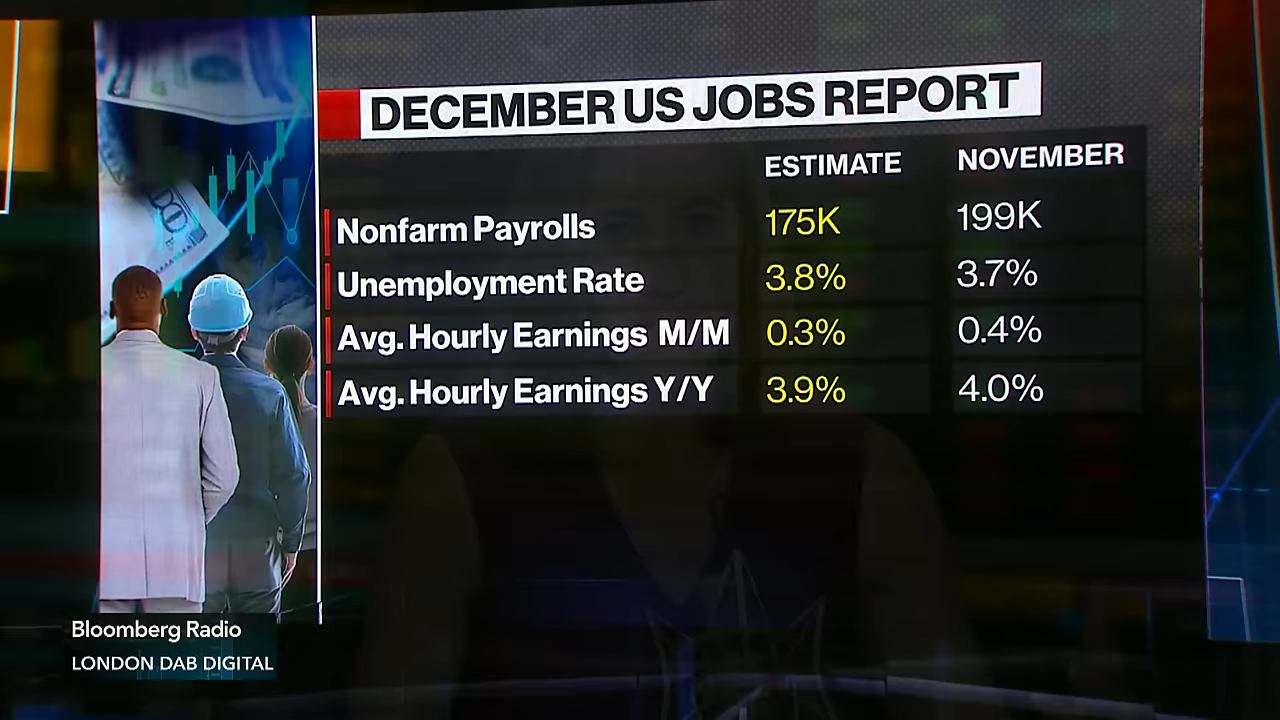 DECEMBER US JOBS REPORT
ESTIMATE NOVEMBER
Nonfarm Payrolls 175K 199K
Unemployment Rate 3.8% 3.7%
Avg. Hourly Earnings M/M 0.3% 0.4%
Avg. Hourly Earnings Y/Y 3.9% 4.0%
Bloomberg Radio
LONDON DAB DIGITAL